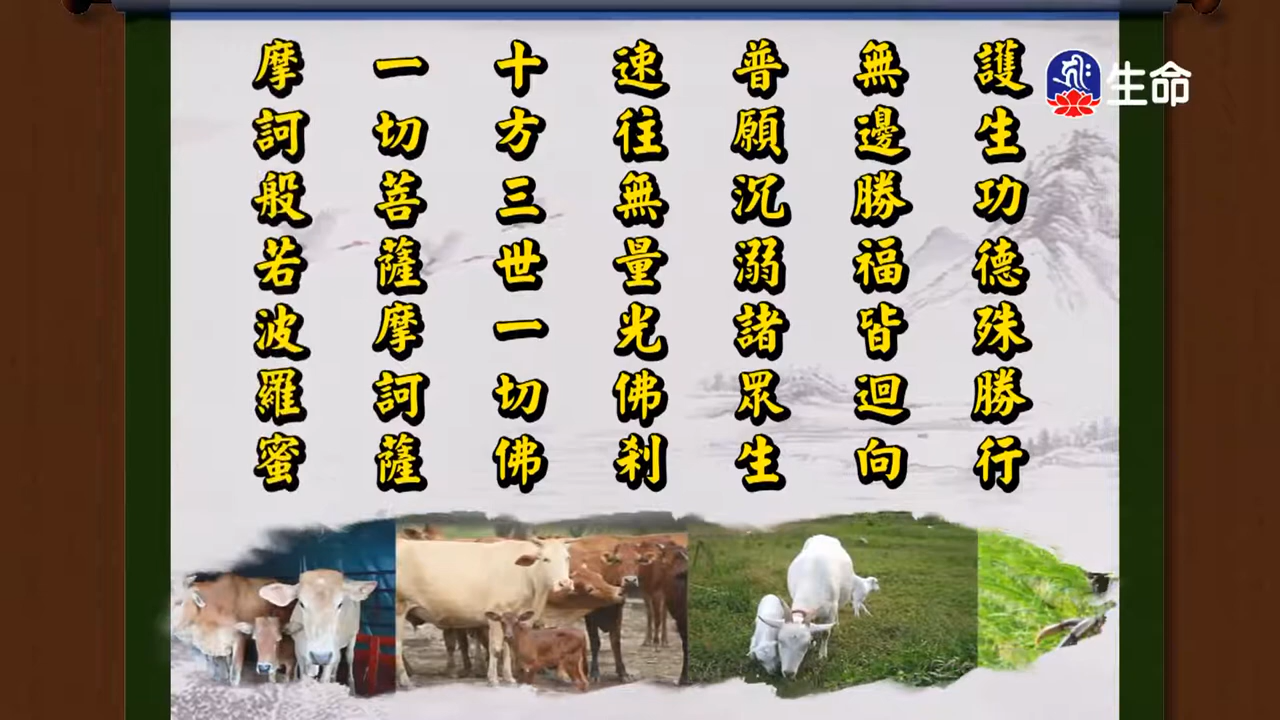 護生功德殊勝行
無邊勝福皆迴向
普願沉溺諸眾生
速往無量光佛剎
十方三世一切佛
一切菩薩摩訶薩
摩訶般若波羅蜜
生命